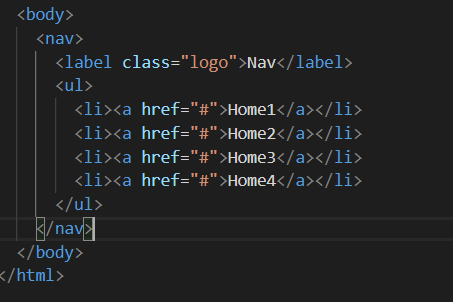 <body>
<nav>
<label class="logo">Nav</label>
<ul>
<li><a href="#">Home1</a></li>
<li><a href="#">Home2</a></li>
<li><a href="#">Home3</a></li>
<li><a href="#">Home4</a></li>
</ul>
</nav>
</body>
</html>